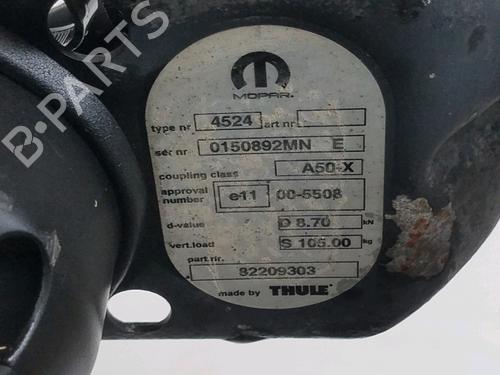 MOPAR.
type nr 4524 art nr
ser nr 0150892MN E
coupling class A50-X
approval number e11 00-5508
d-value D 8.70 kN
vert.load S 105.00 kg
part nr. 82209303
made by THULE
B-PARTS